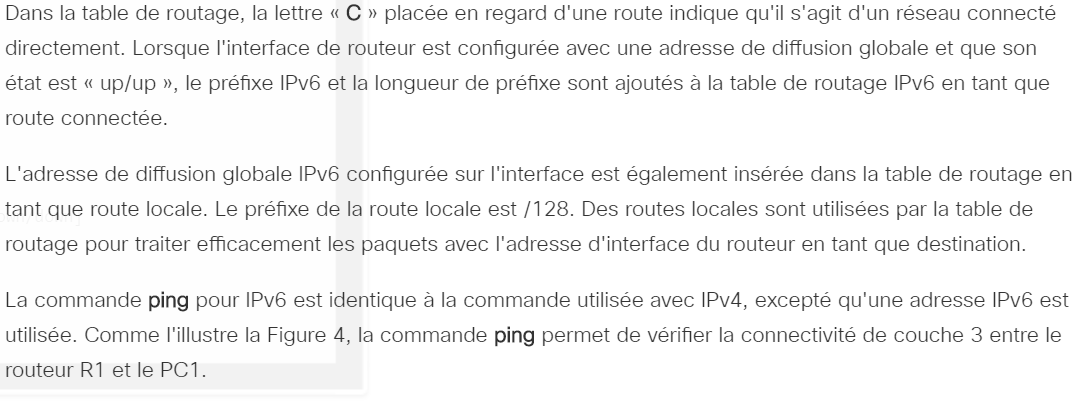 Dans la table de routage, la lettre « C » placée en regard d'une route indique qu'il s'agit d'un réseau connecté
directement. Lorsque l'interface de routeur est configurée avec une adresse de diffusion globale et que son
état est « up/up », le préfixe IPv6 et la longueur de préfixe sont ajoutés à la table de routage IPv6 en tant que
route connectée.
L'adresse de diffusion globale IPv6 configurée sur l'interface est également insérée dans la table de routage en
tant que route locale. Le préfixe de la route locale est /128. Des routes locales sont utilisées par la table de
routage pour traiter efficacement les paquets avec l'adresse d'interface du routeur en tant que destination.
La commande ping pour IPv6 est identique à la commande utilisée avec IPv4, excepté qu'une adresse IPv6 est
utilisée. Comme l'illustre la Figure 4, la commande ping permet de vérifier la connectivité de couche 3 entre le
routeur R1 et le PC1.